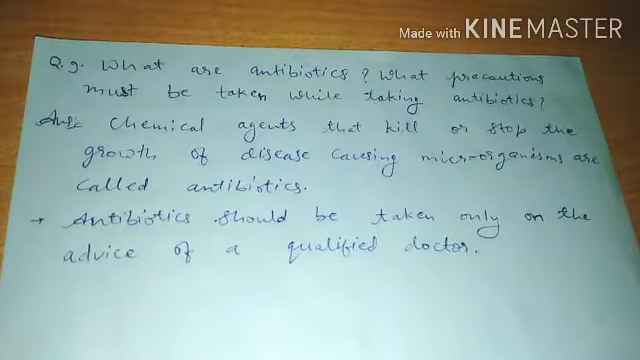 Made with KINEMASTER
Q.9. What are antibiotics? What precautions
must be taken while taking antibiotics?
Ans: Chemical agents that kill or stop the
growth of disease causing microorganisms are
called antibiotics.
→ Antibiotics should be taken only on the
advice of a qualified doctor.